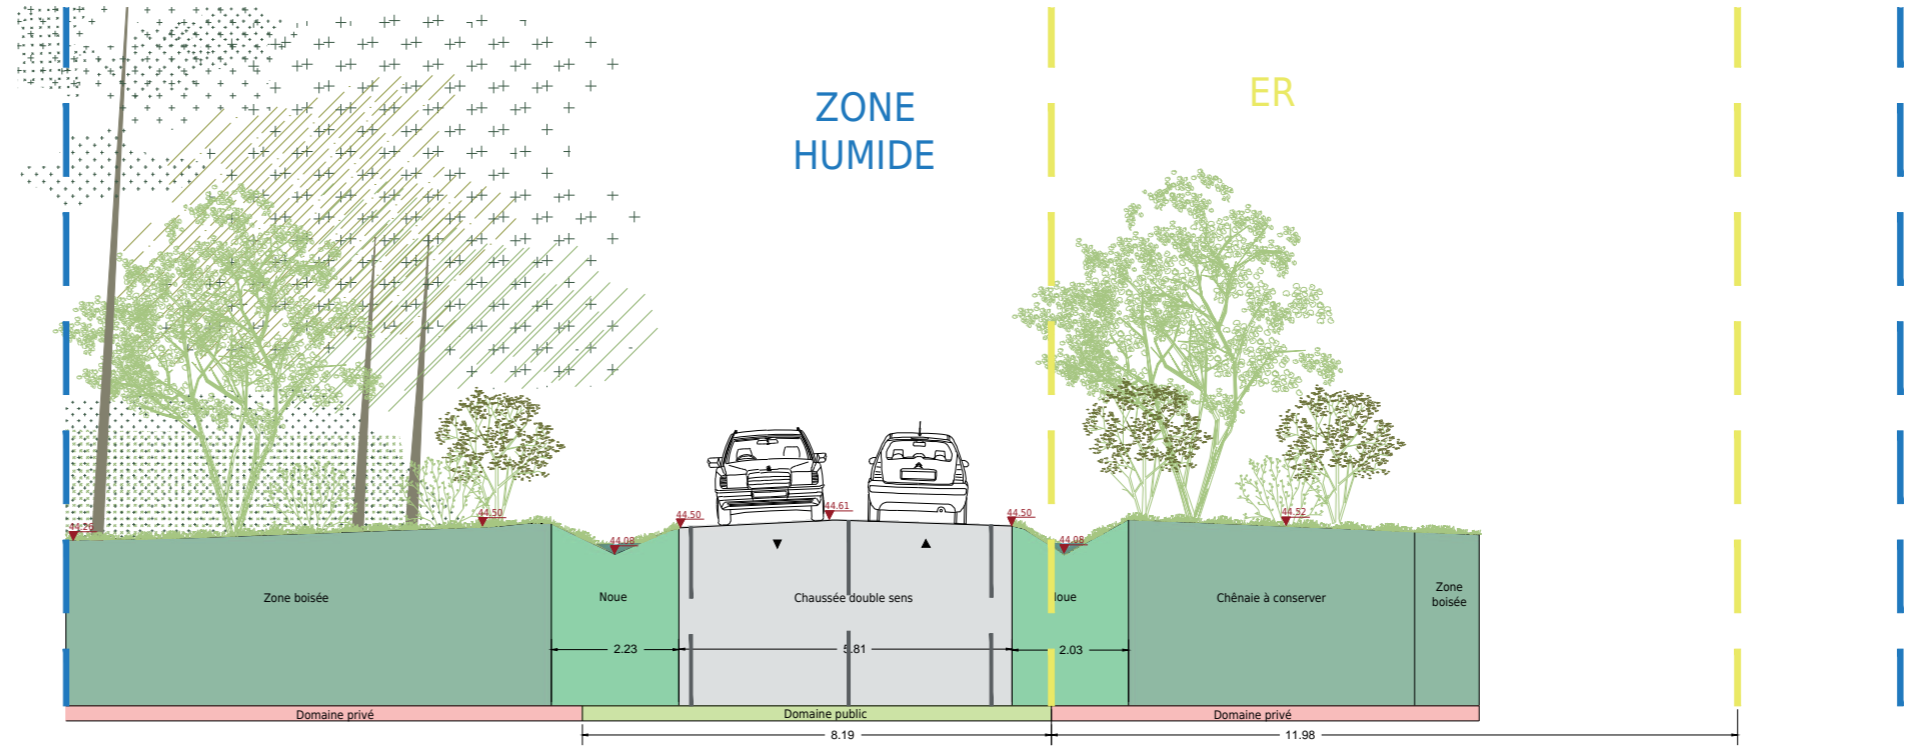 ZONE
HUMIDE
ER
44.26
44.50
44.08
44.50
44.61
44.50
44.08
44.52
Zone boisée
Noue
Chaussée double sens
Noue
Chênaie à conserver
Zone
boisée
2.23
5.81
2.03
Domaine privé
Domaine public
Domaine privé
8.19
11.98